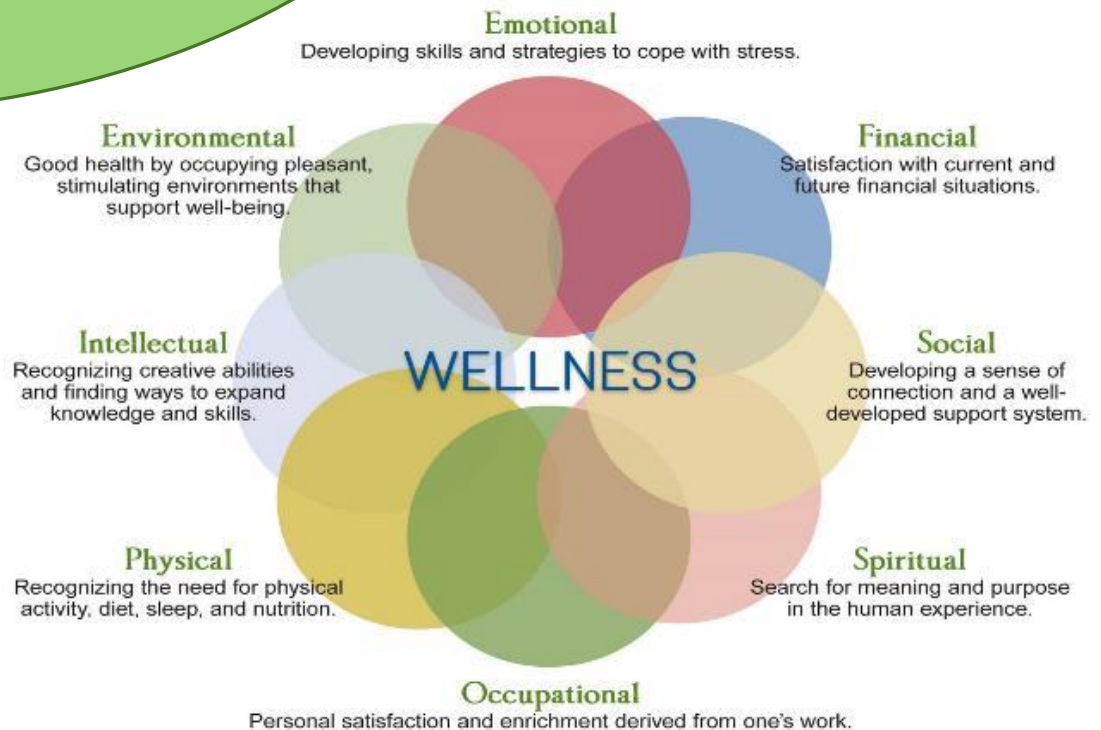 Emotional
Developing skills and strategies to cope with stress.
Environmental
Good health by occupying pleasant,
stimulating environments that
support well-being.
Financial
Satisfaction with current and
future financial situations.
Intellectual
Recognizing creative abilities
and finding ways to expand
knowledge and skills.
WELLNESS
Social
Developing a sense of
connection and a well-
developed support system.
Physical
Recognizing the need for physical
activity, diet, sleep, and nutrition.
Spiritual
Search for meaning and purpose
in the human experience.
Occupational
Personal satisfaction and enrichment derived from one's work.